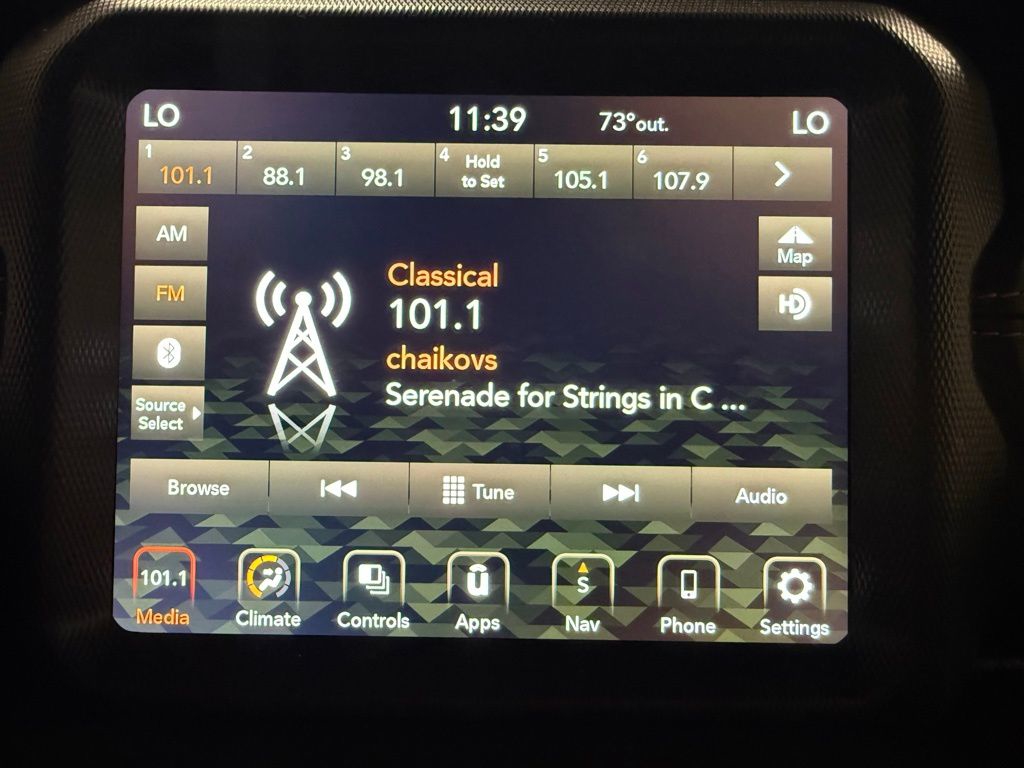 LO 11:39 73°out. LO
1 101.1 2 88.1 3 98.1 4 Hold to Set 5 105.1 6 107.9
AM
FM
Source
Select
Classical
101.1
chaikovs
Serenade for Strings in C ...
Map
HD
Browse Tune Audio
101.1 S
Media Climate Controls Apps Nav Phone Settings